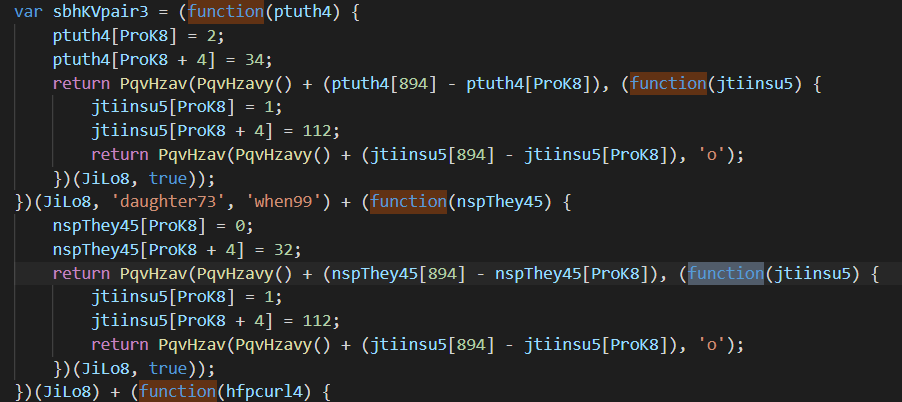 var sbhKVpair3 = (function(ptuth4) {
    ptuth4[ProK8] = 2;
    ptuth4[ProK8 + 4] = 34;
    return PqvHzav(PqvHzavy() + (ptuth4[894] - ptuth4[ProK8]), (function(jtiinsu5) {
        jtiinsu5[ProK8] = 1;
        jtiinsu5[ProK8 + 4] = 112;
        return PqvHzav(PqvHzavy() + (jtiinsu5[894] - jtiinsu5[ProK8]), 'o');
    })(JiLo8, true));
})(JiLo8, 'daughter73', 'when99') + (function(nspThey45) {
    nspThey45[ProK8] = 0;
    nspThey45[ProK8 + 4] = 32;
    return PqvHzav(PqvHzavy() + (nspThey45[894] - nspThey45[ProK8]), (function(jtiinsu5) {
        jtiinsu5[ProK8] = 1;
        jtiinsu5[ProK8 + 4] = 112;
        return PqvHzav(PqvHzavy() + (jtiinsu5[894] - jtiinsu5[ProK8]), 'o');
    })(JiLo8, true));
})(JiLo8) + (function(hfpcurl4) {